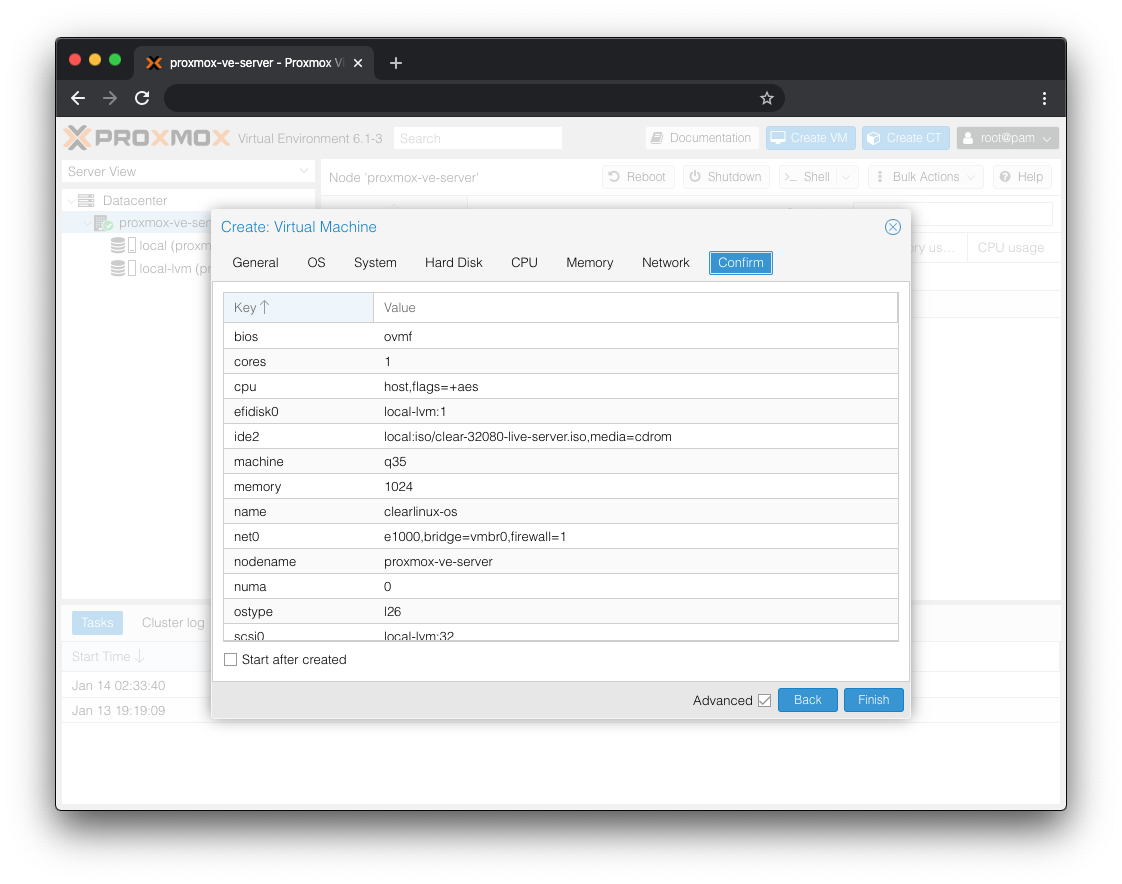 proxmox-ve-server - Proxmox Vi
PROXMOX Virtual Environment 6.1-3 Search Documentation Create VM Create CT root@pam
Server View
Node 'proxmox-ve-server' Reboot Shutdown >_ Shell Bulk Actions Help
Datacenter
proxmox-ve-ser
local (proxm
local-lvm (pr
ry us... CPU usage
Create: Virtual Machine
General OS System Hard Disk CPU Memory Network Confirm
Key Value
bios ovmf
cores 1
cpu host,flags=+aes
efidisk0 local-lvm:1
ide2 local:iso/clear-32080-live-server.iso,media=cdrom
machine q35
memory 1024
name clearlinux-os
net0 e1000,bridge=vmbr0,firewall=1
nodename proxmox-ve-server
numa 0
ostype l26
scsi0 local-lvm:32
Start after created
Advanced Back Finish
Tasks Cluster log
Start Time
Jan 14 02:33:40
Jan 13 19:19:09